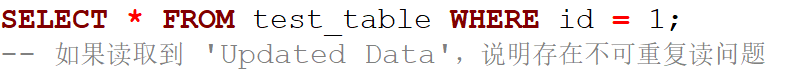 SELECT * FROM test_table WHERE id = 1;
-- 如果读取到 'Updated Data'，说明存在不可重复读问题